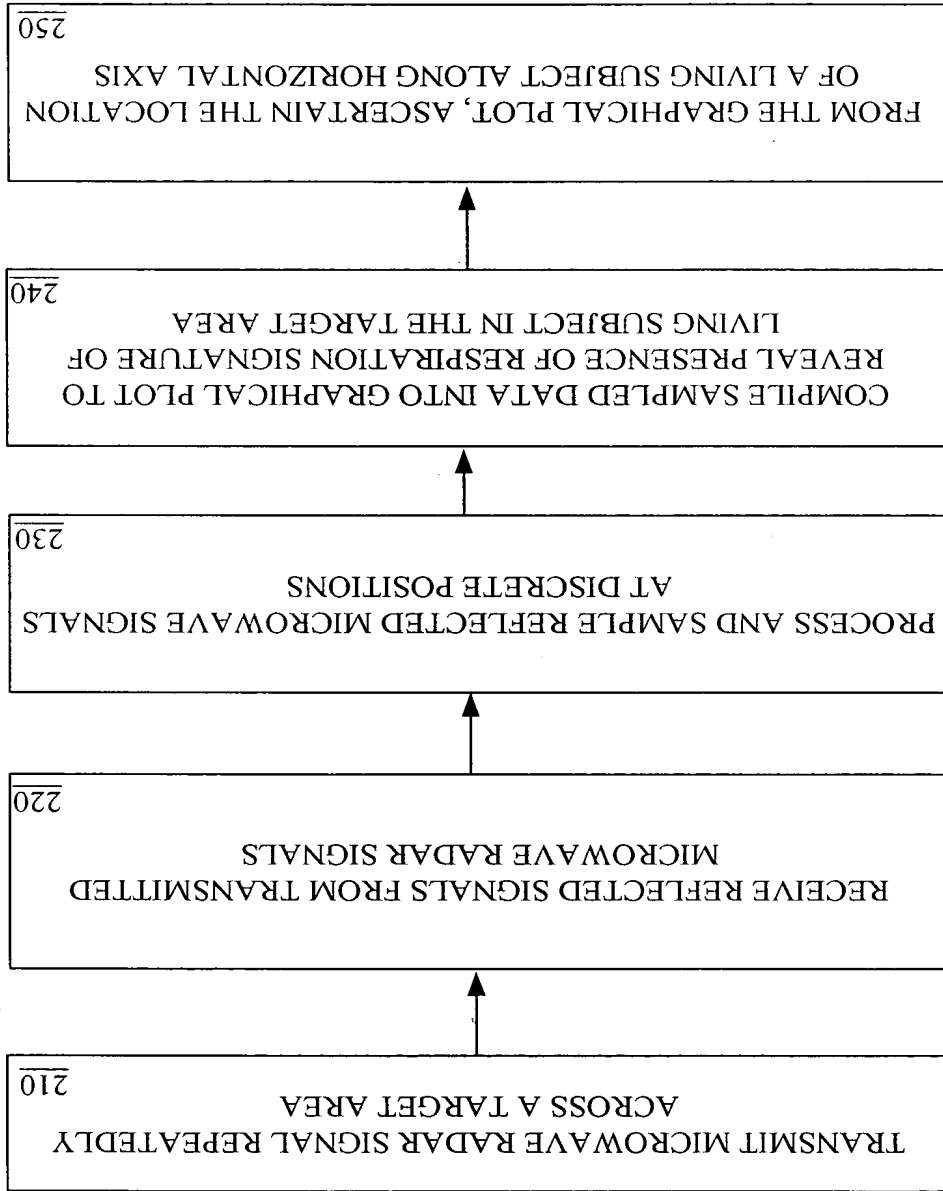 TRANSMIT MICROWAVE RADAR SIGNAL REPEATEDLY
ACROSS A TARGET AREA
210
RECEIVE REFLECTED SIGNALS FROM TRANSMITTED
MICROWAVE RADAR SIGNALS
220
PROCESS AND SAMPLE REFLECTED MICROWAVE SIGNALS
AT DISCRETE POSITIONS
230
COMPILE SAMPLED DATA INTO GRAPHICAL PLOT TO
REVEAL PRESENCE OF RESPIRATION SIGNATURE OF
LIVING SUBJECT IN THE TARGET AREA
240
FROM THE GRAPHICAL PLOT, ASCERTAIN THE LOCATION
OF A LIVING SUBJECT ALONG HORIZONTAL AXIS
250